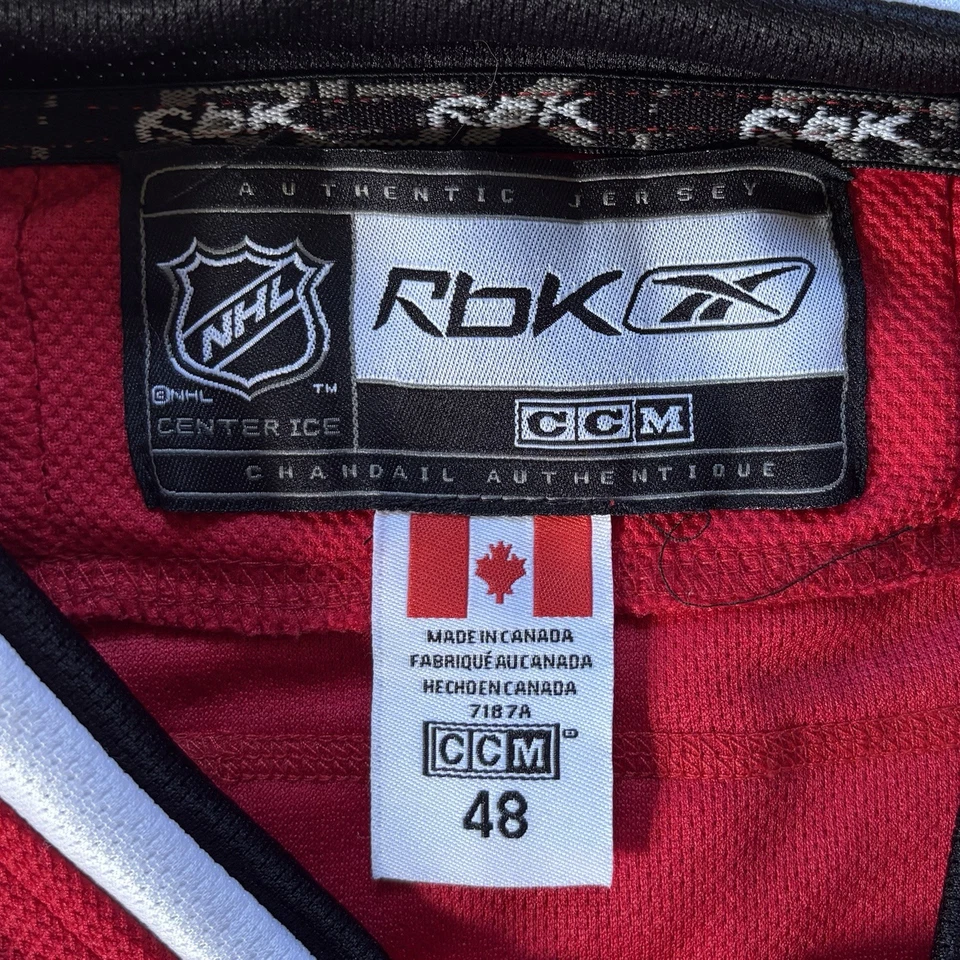 RbK RbK RbK
AUTHENTIC JERSEY
NHL
RbK
©NHL TM
CCM
CENTER ICE
CHANDAIL AUTHENTIQUE
MADE IN CANADA
FABRIQUÉ AU CANADA
HECHO EN CANADA
7187A
CCM
48